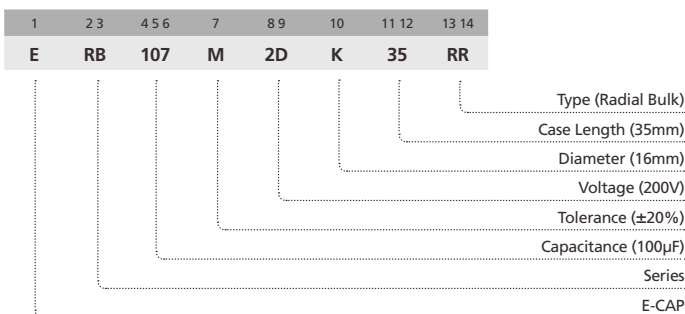 1 2 3 4 5 6 7 8 9 10 11 12 13 14
E RB 107 M 2D K 35 RR
Type (Radial Bulk)
Case Length (35mm)
Diameter (16mm)
Voltage (200V)
Tolerance (±20%)
Capacitance (100µF)
Series
E-CAP